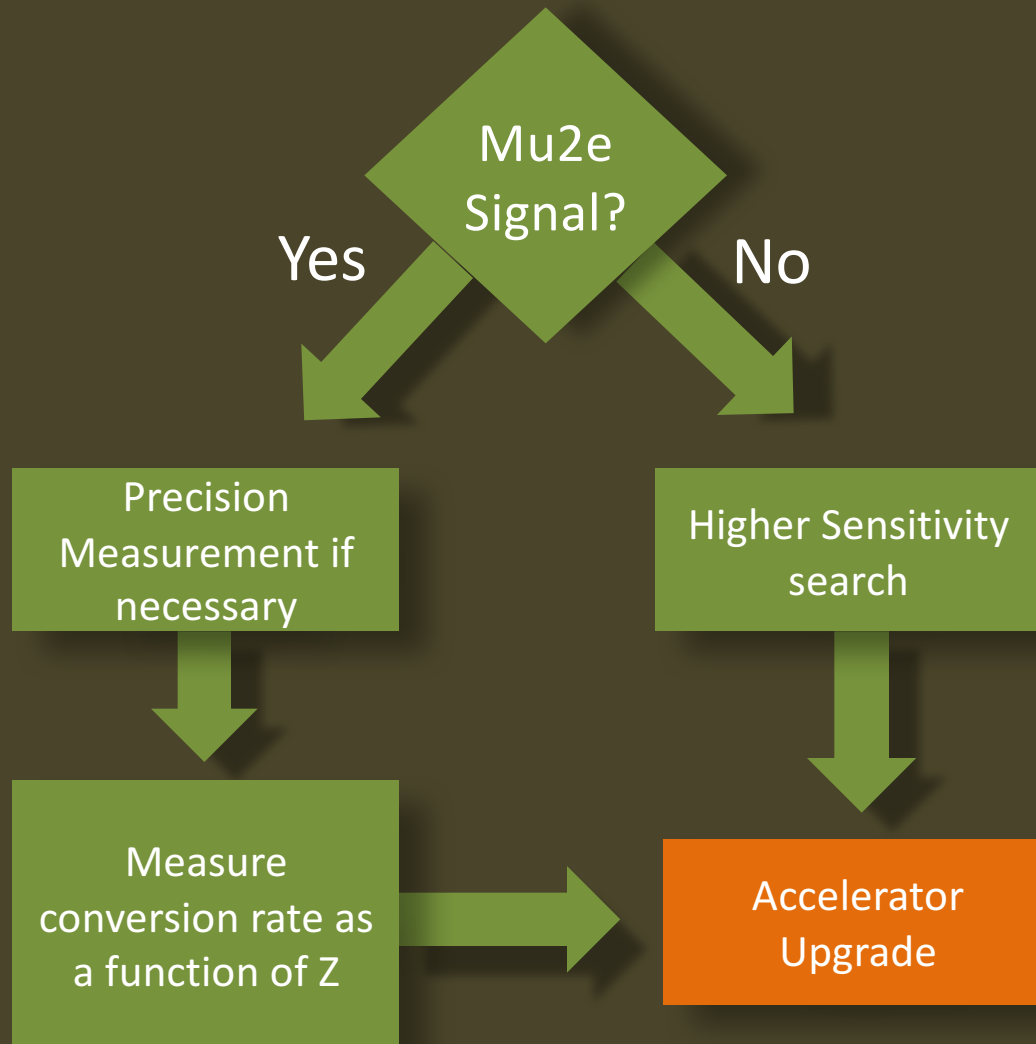 Mu2e
Signal?
Yes
No
Precision
Measurement if
necessary
Higher Sensitivity
search
Measure
conversion rate as
a function of Z
Accelerator
Upgrade